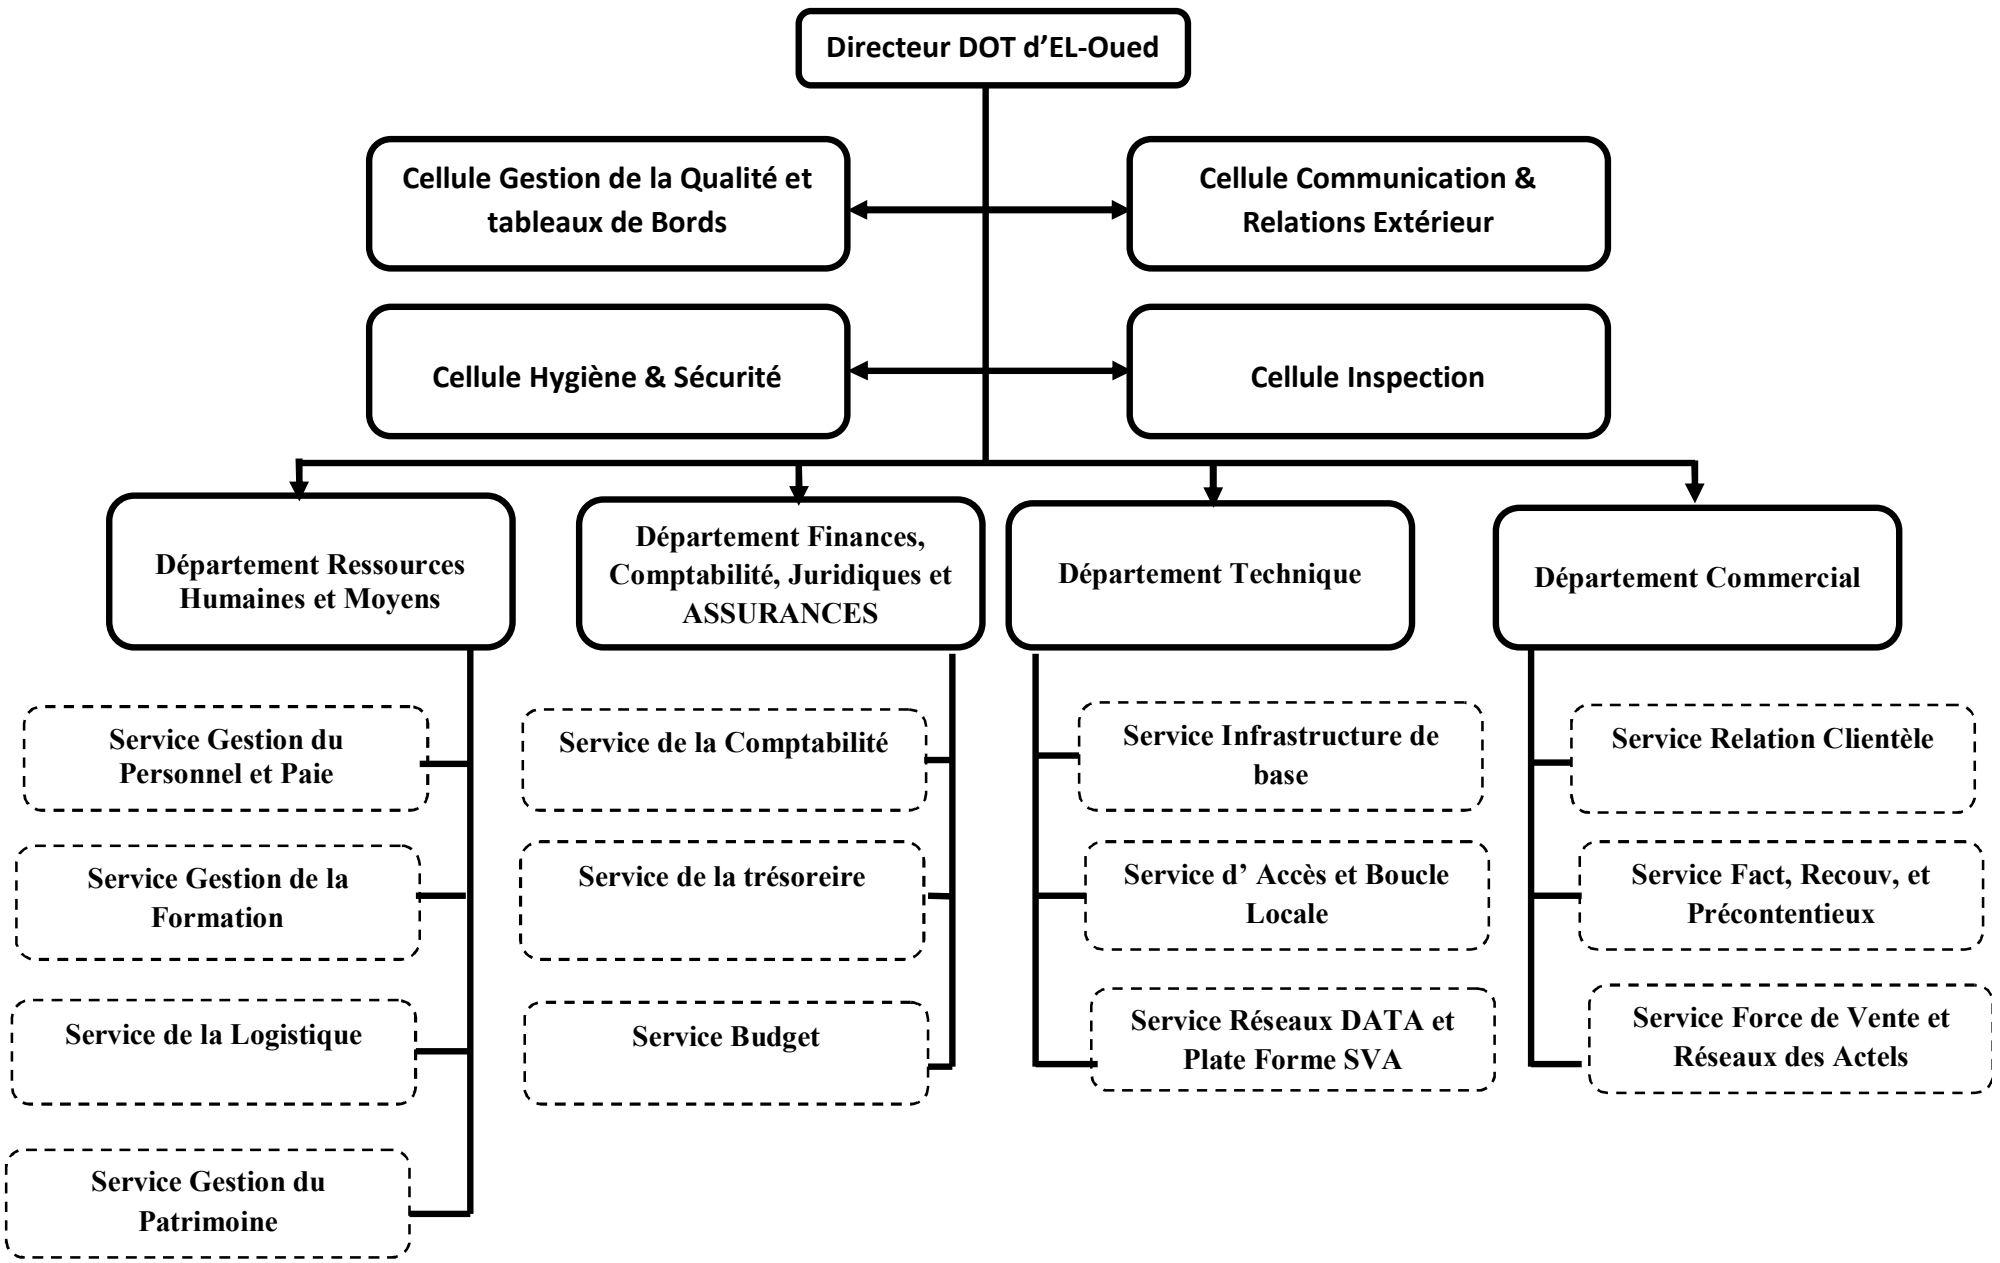 Directeur DOT d’EL-Oued
Cellule Gestion de la Qualité et
tableaux de Bords
Cellule Communication &
Relations Extérieur
Cellule Hygiène & Sécurité
Cellule Inspection
Département Ressources
Humaines et Moyens
Département Finances,
Comptabilité, Juridiques et
ASSURANCES
Département Technique
Département Commercial
Service Gestion du
Personnel et Paie
Service de la Comptabilité
Service Infrastructure de
base
Service Relation Clientèle
Service Gestion de la
Formation
Service de la trésoreire
Service d’ Accès et Boucle
Locale
Service Fact, Recouv, et
Précontentieux
Service de la Logistique
Service Budget
Service Réseaux DATA et
Plate Forme SVA
Service Force de Vente et
Réseaux des Actels
Service Gestion du
Patrimoine